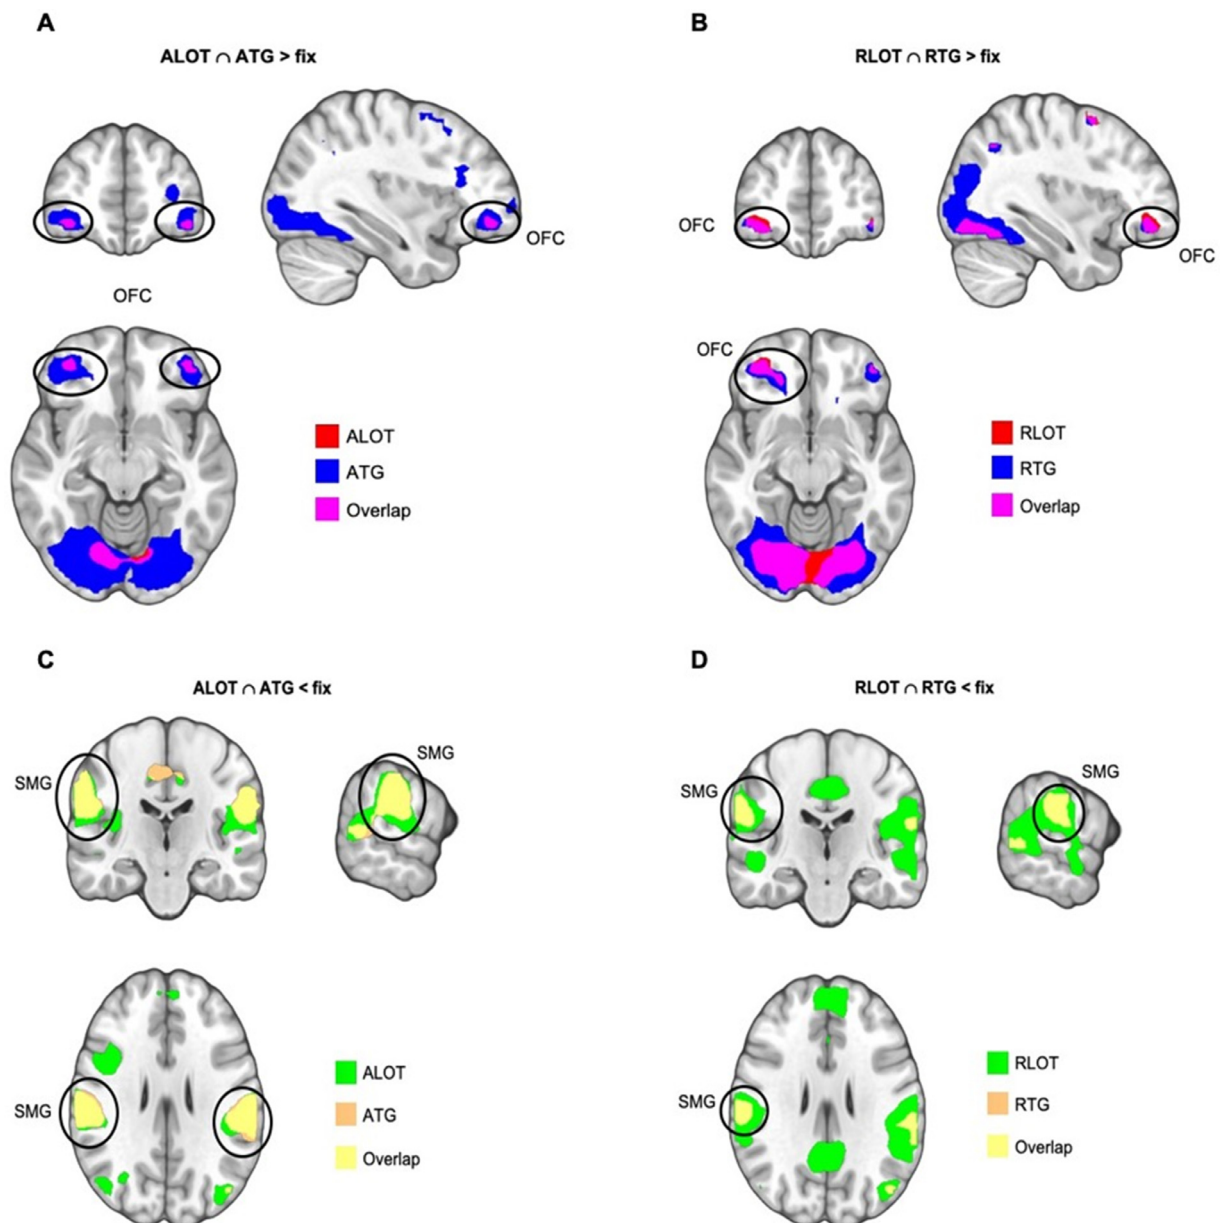 A
ALOT ∩ ATG > fix
OFC
OFC
ALOT
ATG
Overlap
B
RLOT ∩ RTG > fix
OFC
OFC
OFC
RLOT
RTG
Overlap
C
ALOT ∩ ATG < fix
SMG
SMG
SMG
ALOT
ATG
Overlap
D
RLOT ∩ RTG < fix
SMG
SMG
SMG
RLOT
RTG
Overlap